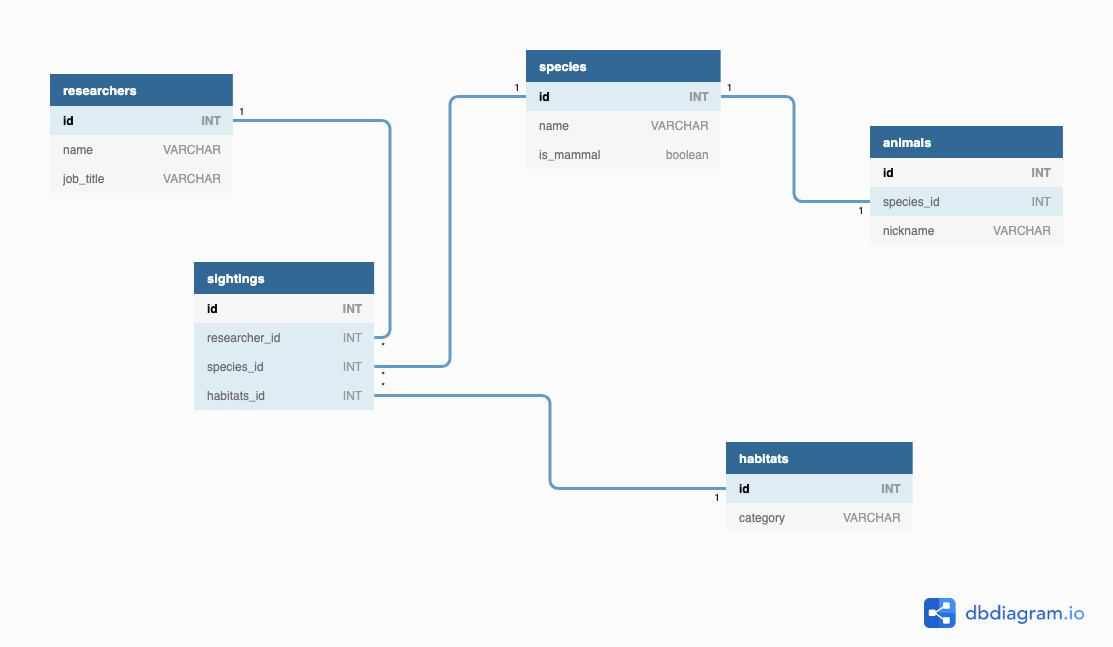 researchers
id INT
name VARCHAR
job_title VARCHAR
1
species
id INT
name VARCHAR
is_mammal boolean
1
1
animals
id INT
species_id INT
nickname VARCHAR
1
sightings
id INT
researcher_id INT
species_id INT
habitats_id INT
*
*
*
habitats
id INT
category VARCHAR
1
dbdiagram.io